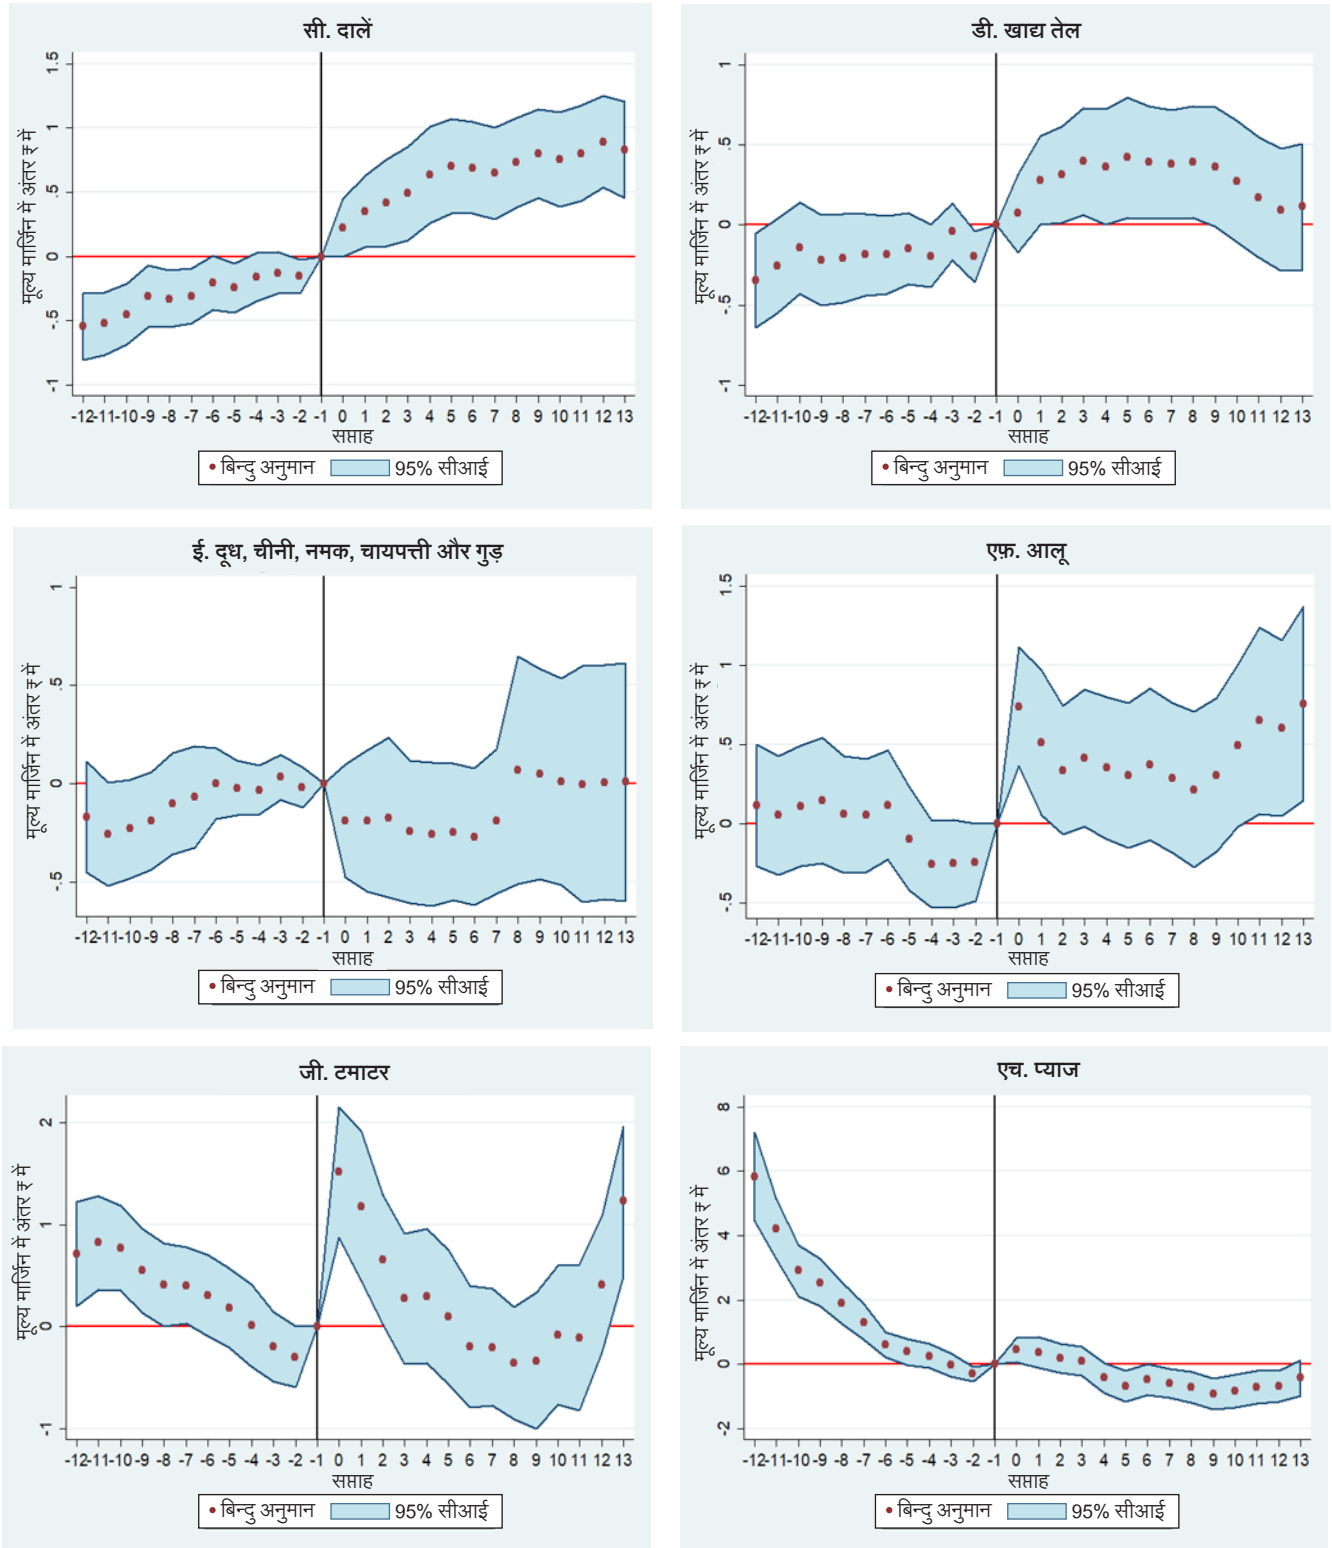 सी. दालें
मूल्य मार्जिन में अंतर ₹ में
1.5
1
.5
0
-.5
-1
-12 -11 -10 -9 -8 -7 -6 -5 -4 -3 -2 -1 0 1 2 3 4 5 6 7 8 9 10 11 12 13
सप्ताह
बिन्दु अनुमान 95% सीआई
डी. खाद्य तेल
मूल्य मार्जिन में अंतर ₹ में
1
.5
0
-.5
-1
-12 -11 -10 -9 -8 -7 -6 -5 -4 -3 -2 -1 0 1 2 3 4 5 6 7 8 9 10 11 12 13
सप्ताह
बिन्दु अनुमान 95% सीआई
ई. दूध, चीनी, नमक, चायपत्ती और गुड़
मूल्य मार्जिन में अंतर ₹ में
1
.5
0
-.5
-12 -11 -10 -9 -8 -7 -6 -5 -4 -3 -2 -1 0 1 2 3 4 5 6 7 8 9 10 11 12 13
सप्ताह
बिन्दु अनुमान 95% सीआई
एफ़. आलू
मूल्य मार्जिन में अंतर ₹ में
1.5
1
.5
0
-.5
-12 -11 -10 -9 -8 -7 -6 -5 -4 -3 -2 -1 0 1 2 3 4 5 6 7 8 9 10 11 12 13
सप्ताह
बिन्दु अनुमान 95% सीआई
जी. टमाटर
मूल्य मार्जिन में अंतर ₹ में
2
1
0
-1
-12 -11 -10 -9 -8 -7 -6 -5 -4 -3 -2 -1 0 1 2 3 4 5 6 7 8 9 10 11 12 13
सप्ताह
बिन्दु अनुमान 95% सीआई
एच. प्याज
मूल्य मार्जिन में अंतर ₹ में
8
6
4
2
0
-2
-12 -11 -10 -9 -8 -7 -6 -5 -4 -3 -2 -1 0 1 2 3 4 5 6 7 8 9 10 11 12 13
सप्ताह
बिन्दु अनुमान 95% सीआई